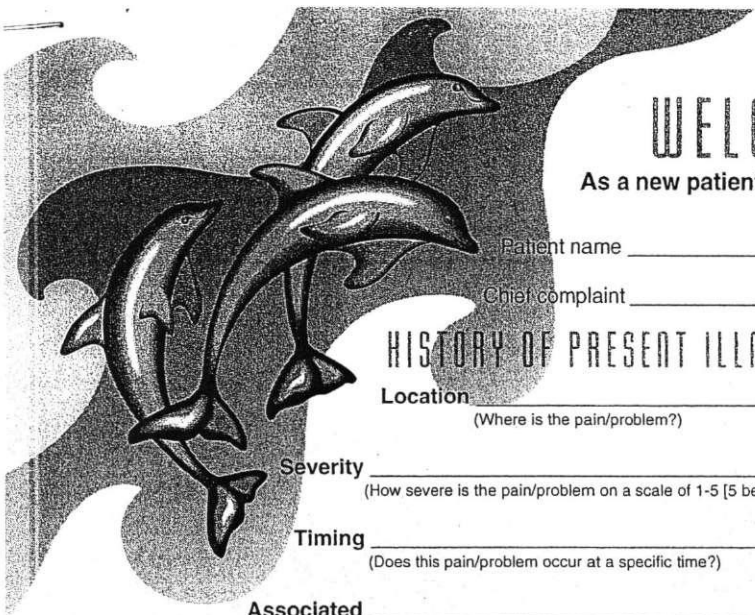 WELC
As a new patient
Patient name
Chief complaint
HISTORY OF PRESENT ILLN
Location
(Where is the pain/problem?)
Severity
(How severe is the pain/problem on a scale of 1-5 [5 be
Timing
(Does this pain/problem occur at a specific time?)
Associated